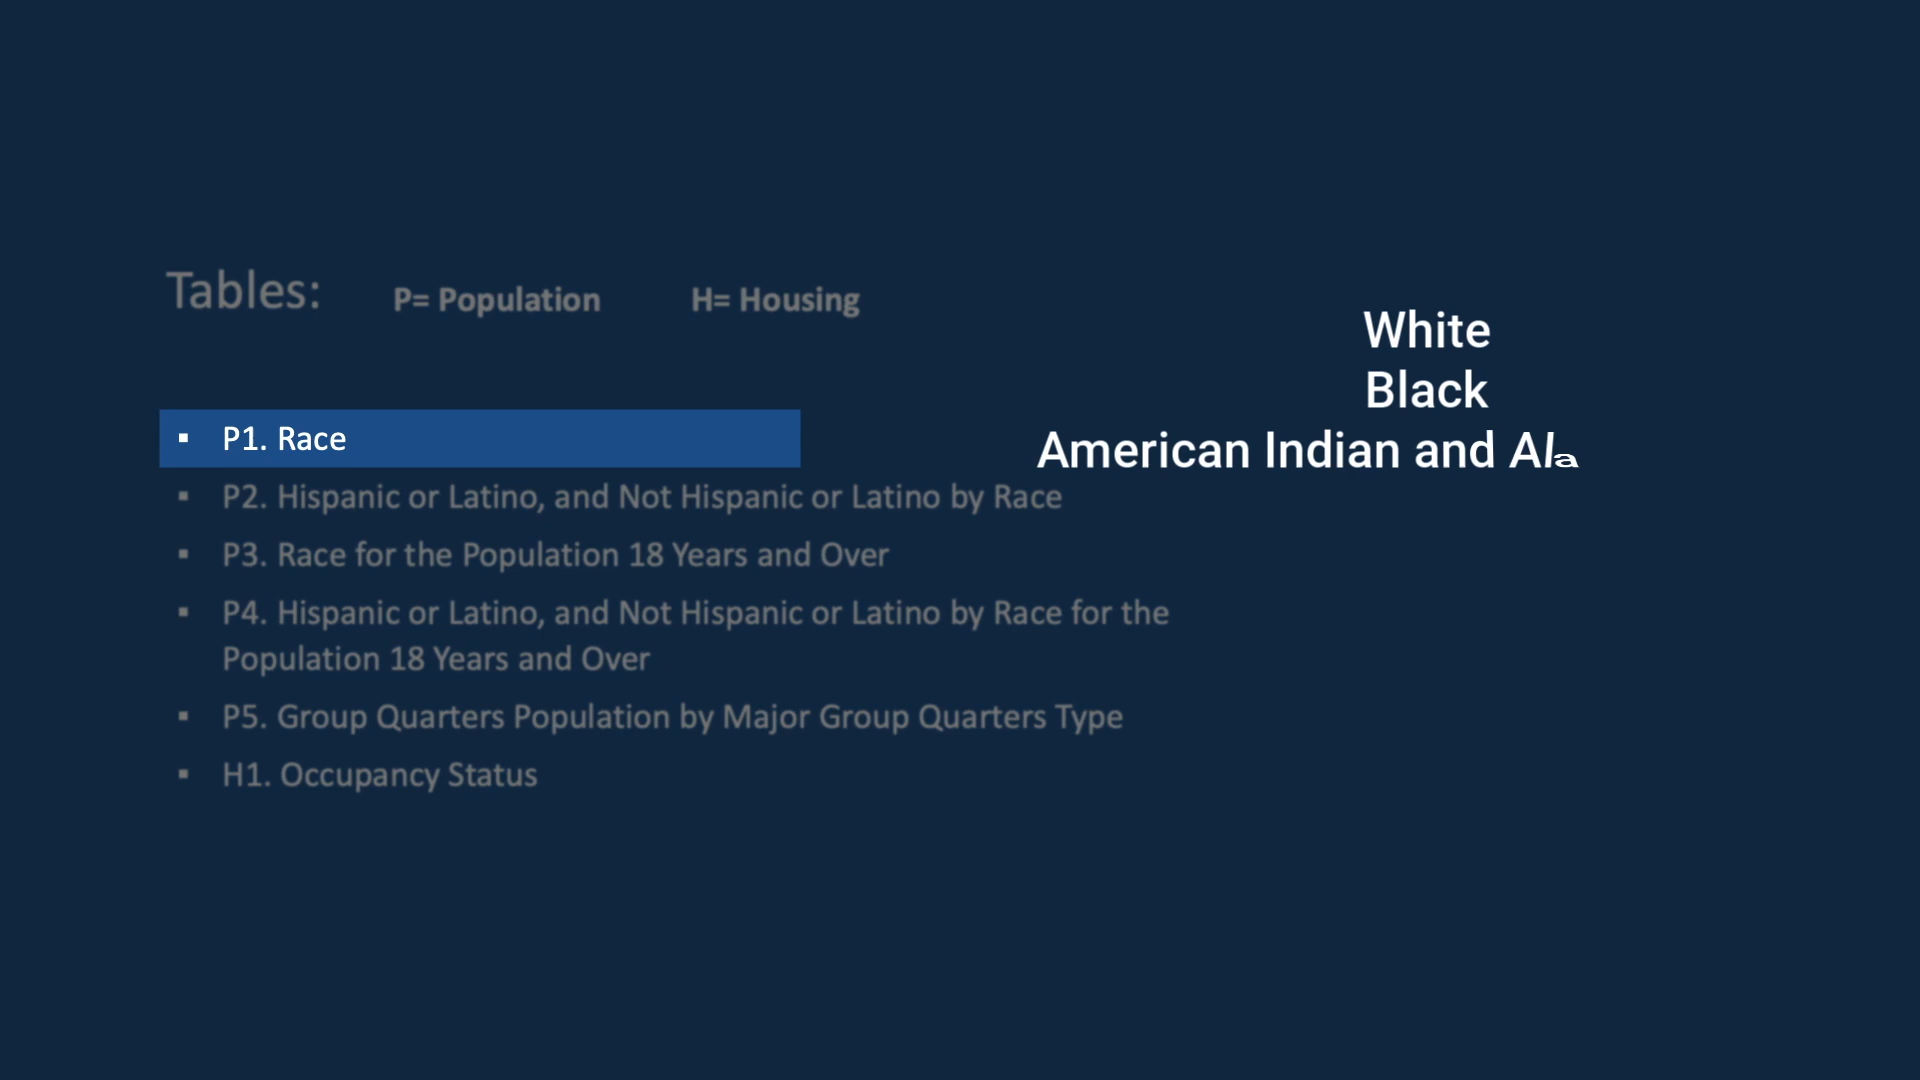 Tables: P= Population H= Housing
▪ P1. Race
▪ P2. Hispanic or Latino, and Not Hispanic or Latino by Race
▪ P3. Race for the Population 18 Years and Over
▪ P4. Hispanic or Latino, and Not Hispanic or Latino by Race for the
Population 18 Years and Over
▪ P5. Group Quarters Population by Major Group Quarters Type
▪ H1. Occupancy Status
White
Black
American Indian and Ala